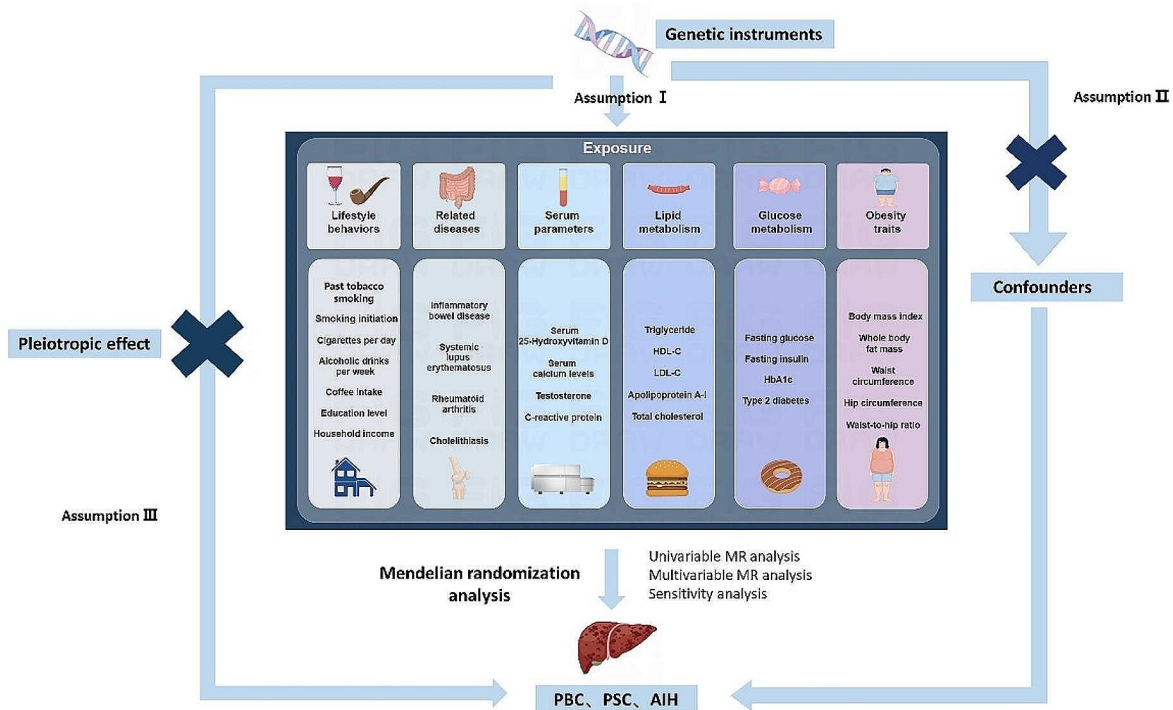 Genetic instruments
Assumption Ⅰ
Assumption Ⅱ
Exposure
Lifestyle
behaviors
Related
diseases
Serum
parameters
Lipid
metabolism
Glucose
metabolism
Obesity
traits
Past tobacco
smoking
Smoking initiation
Cigarettes per day
Alcoholic drinks
per week
Coffee intake
Education level
Household income
Inflammatory
bowel disease
Systemic
lupus
erythematosus
Rheumatoid
arthritis
Cholelithiasis
Serum
25-Hydroxyvitamin D
Serum
calcium levels
Testosterone
C-reactive protein
Triglyceride
HDL-C
LDL-C
Apolipoprotein A-I
Total cholesterol
Fasting glucose
Fasting insulin
HbA1c
Type 2 diabetes
Body mass index
Whole body
fat mass
Waist
circumference
Hip circumference
Waist-to-hip ratio
Confounders
Pleiotropic effect
Assumption Ⅲ
Mendelian randomization
analysis
Univariable MR analysis
Multivariable MR analysis
Sensitivity analysis
PBC、PSC、AIH